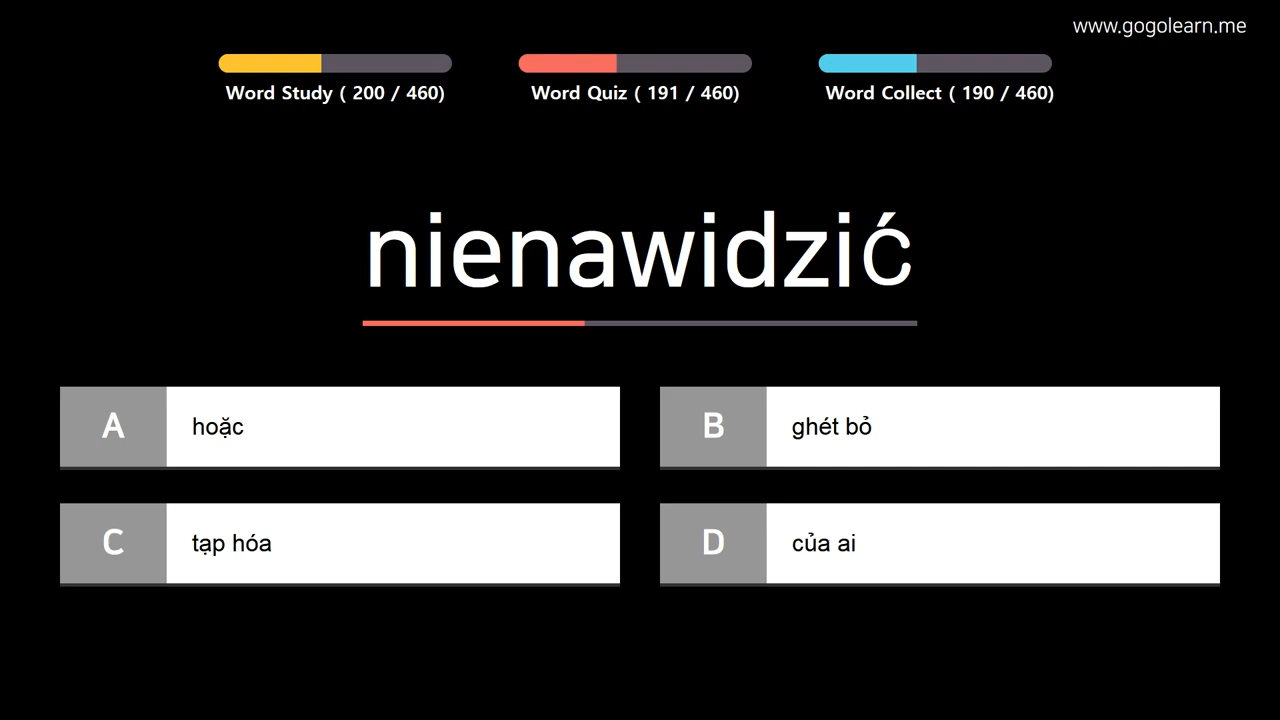 www.gogolearn.me
Word Study ( 200 / 460)
Word Quiz ( 191 / 460)
Word Collect ( 190 / 460)
nienawidzić
A hoặc
B ghét bỏ
C tạp hóa
D của ai